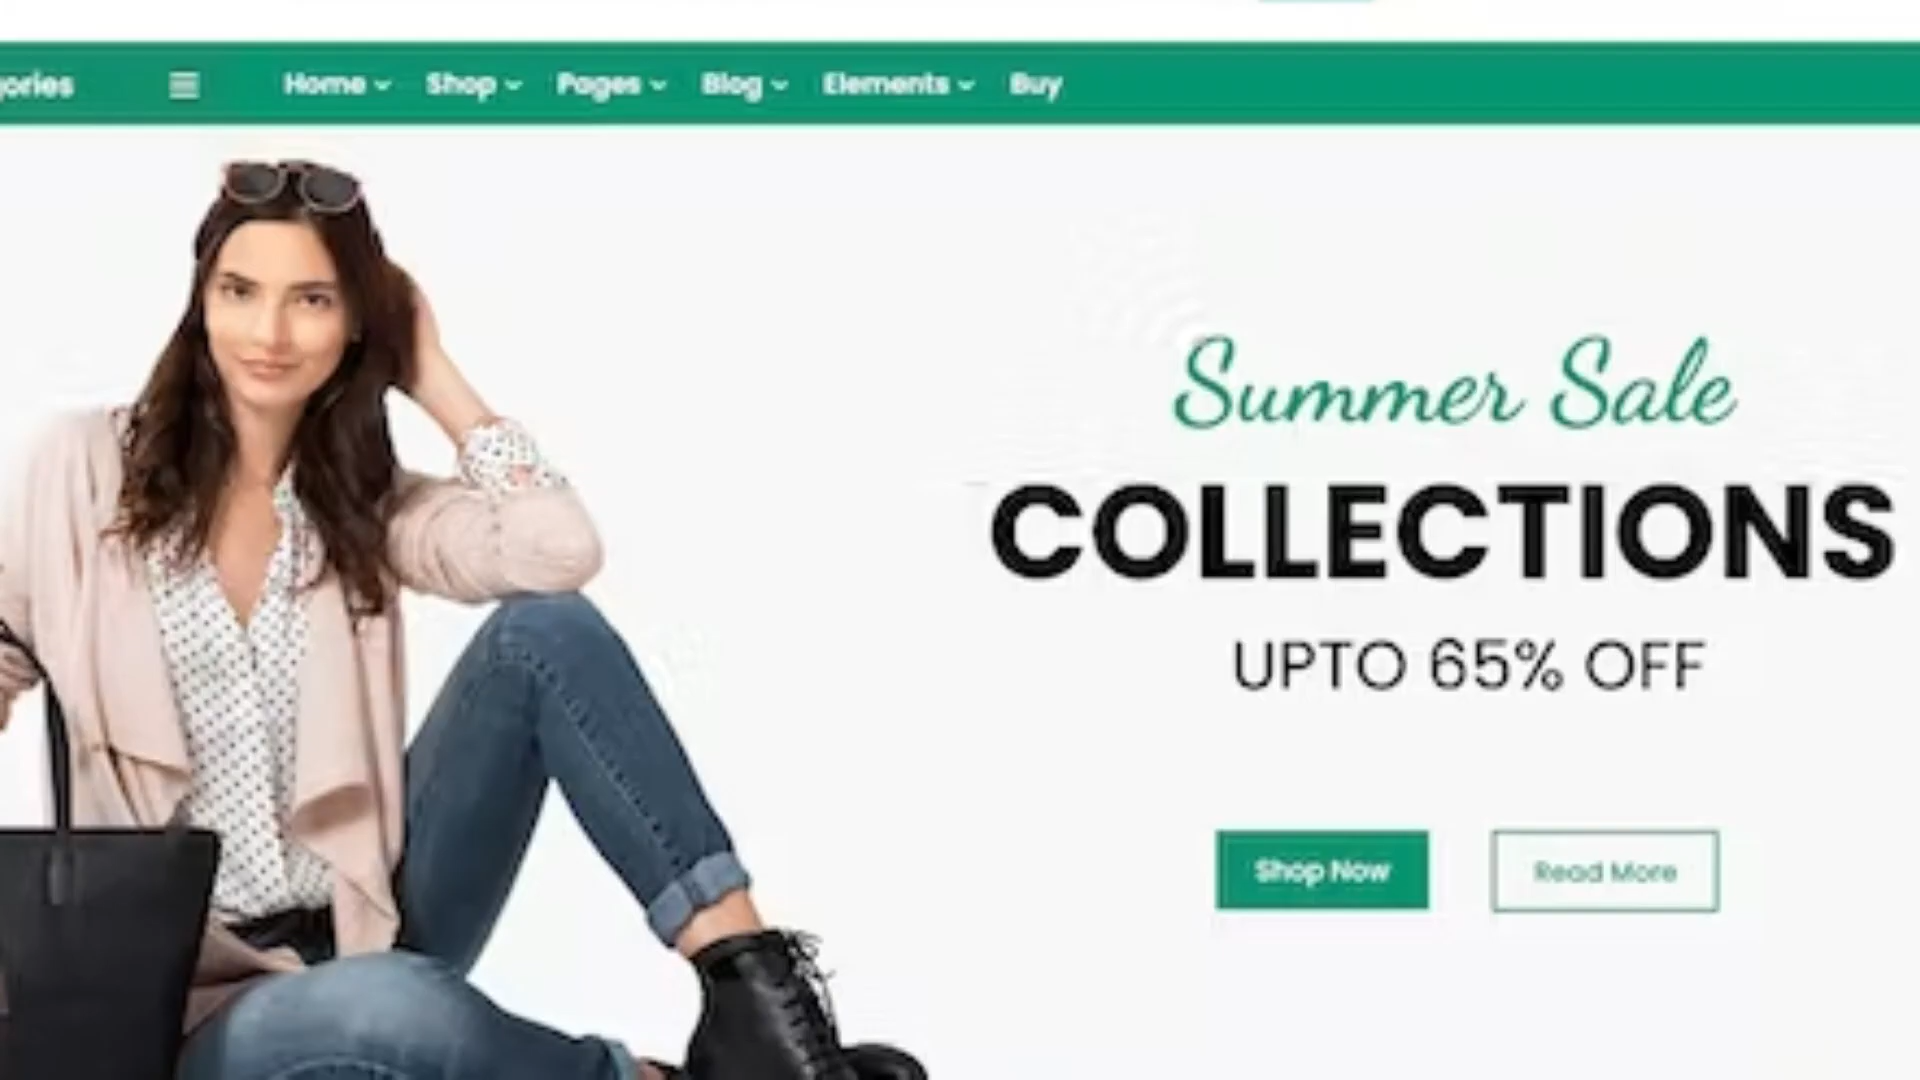 Home Shop Pages Blog Elements Buy
Summer Sale
COLLECTIONS
UPTO 65% OFF
Shop Now Read More